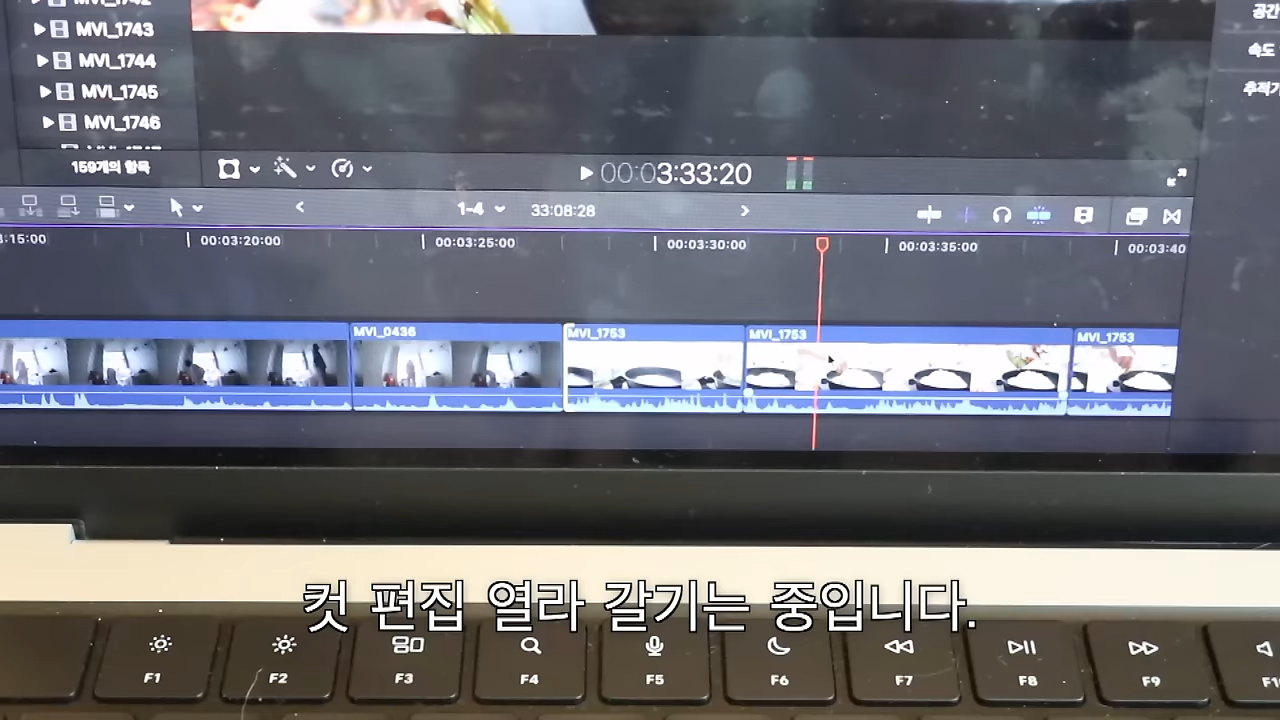 MVI_1742
공간
MVI_1743
속도
MVI_1744
MVI_1745
MVI_1746
159개의 항목
00:03:33:20
1-4
33:08:28
3:15:00
00:03:20:00
00:03:25:00
00:03:30:00
00:03:35:00
00:03:40
MVI_0436
MVI_1753
MVI_1753
MVI_1753
컷 편집 열라 갈기는 중입니다.
F1
F2
F3
F4
F5
F6
F7
F8
F9